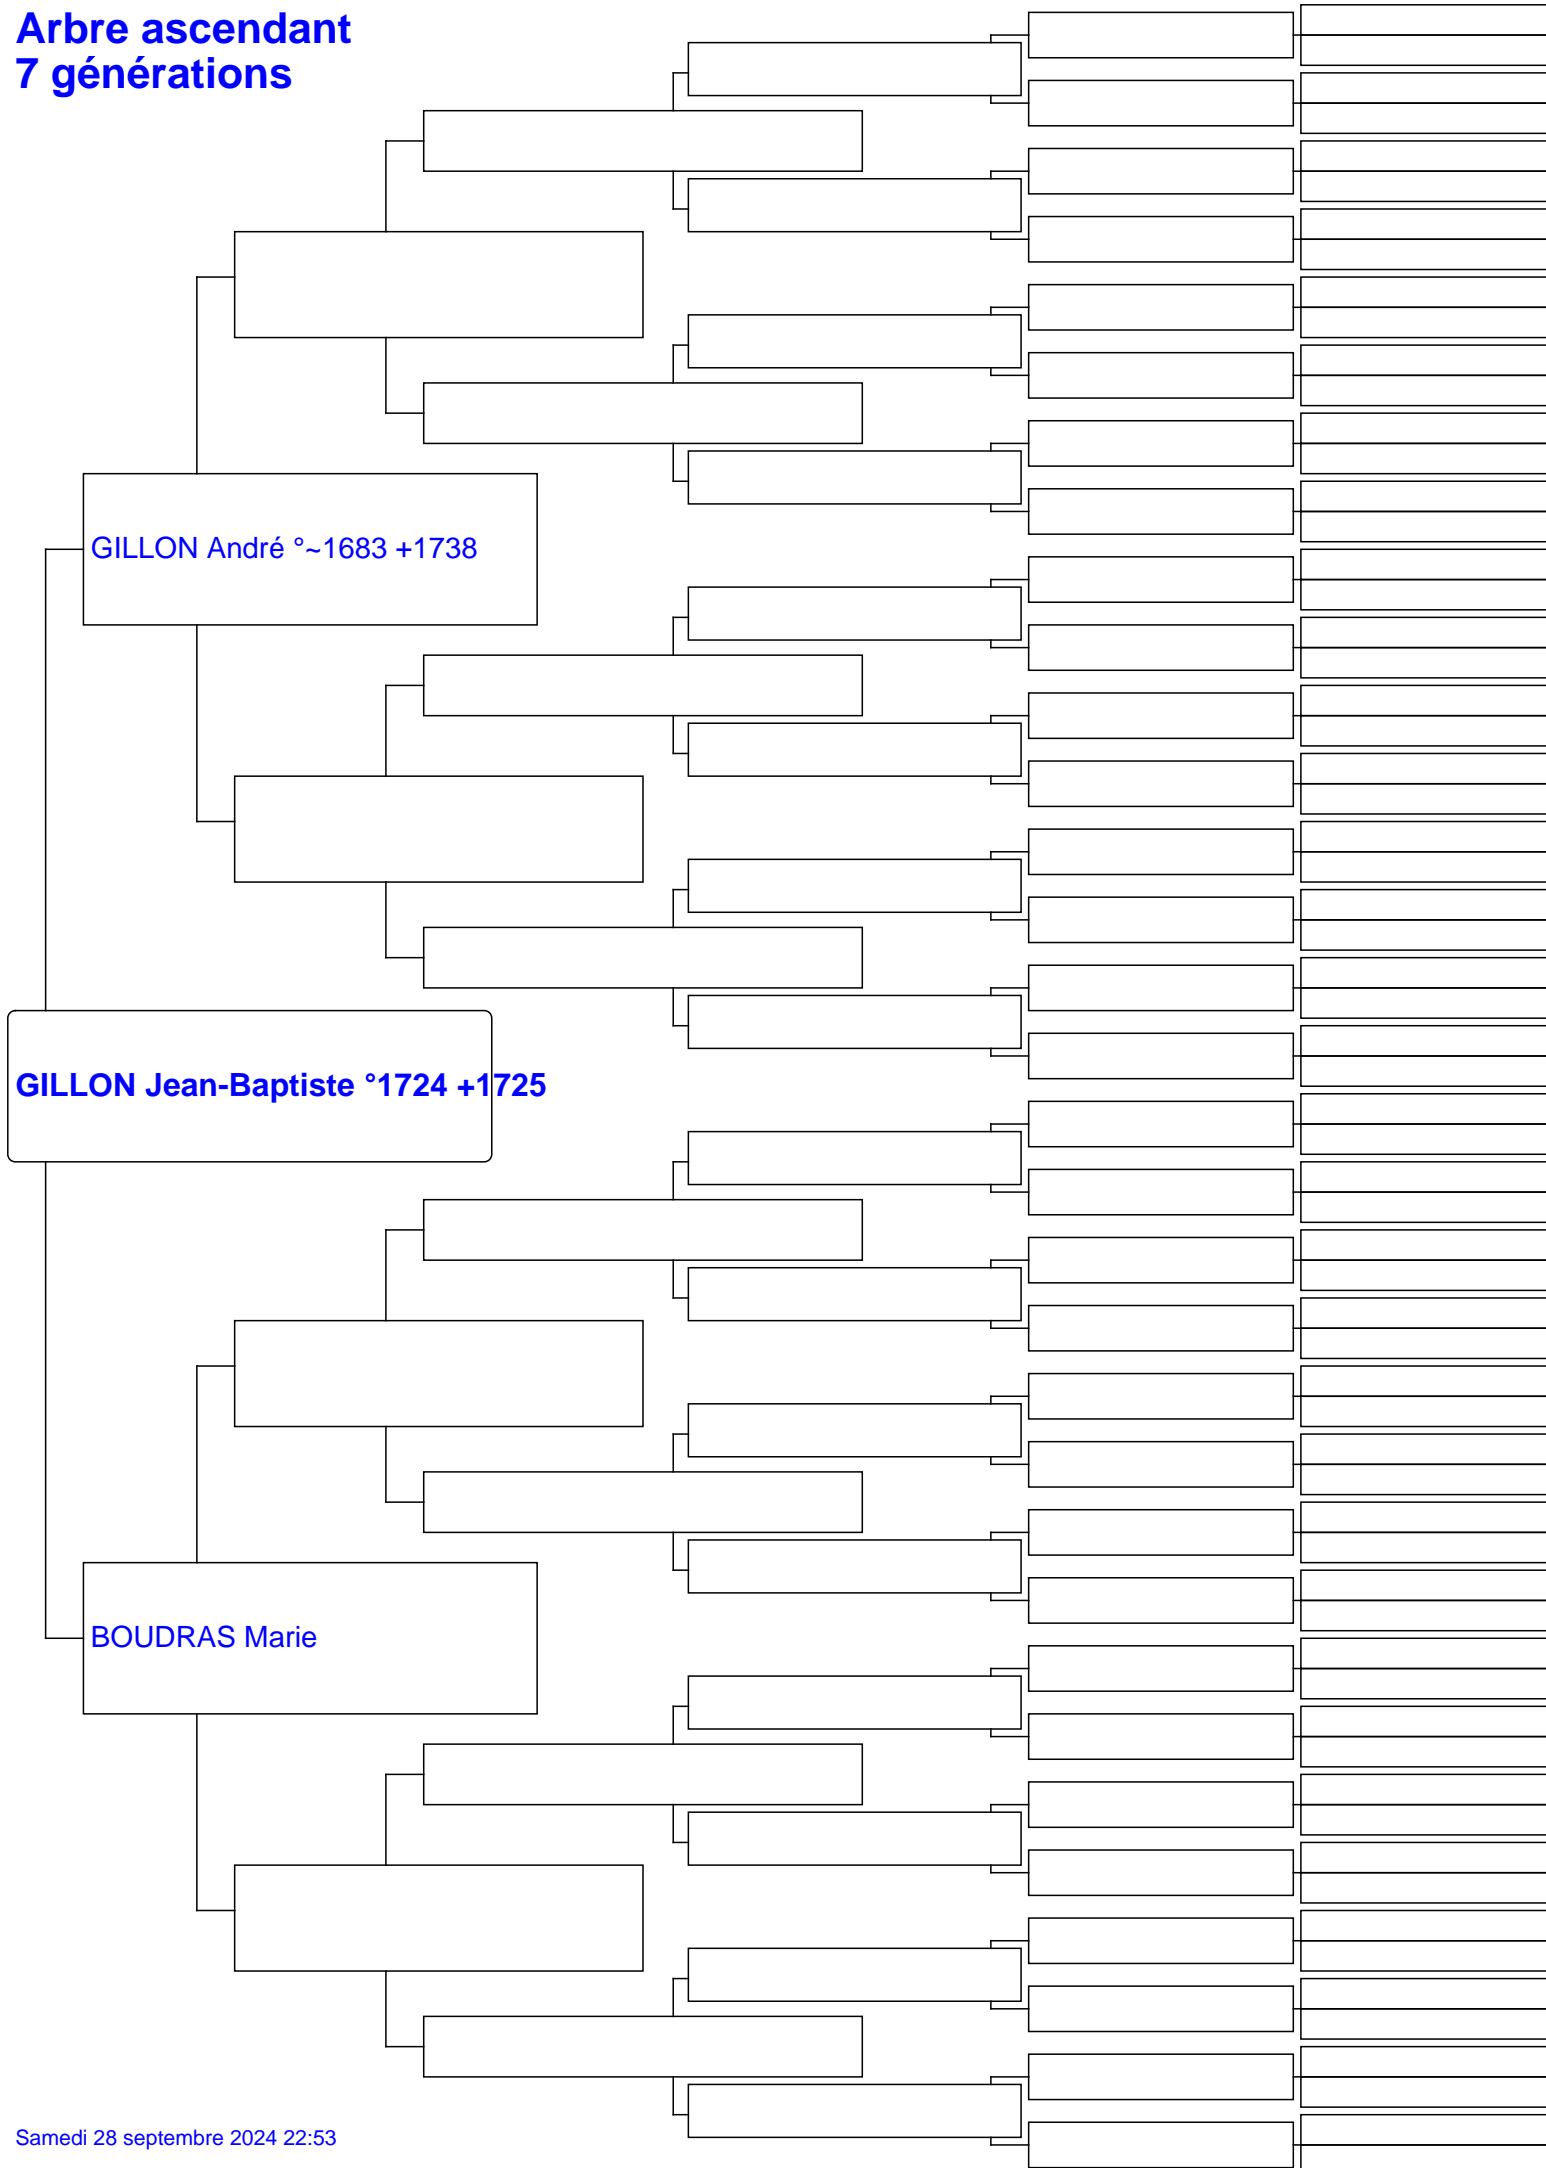 Arbre ascendant
7 générations
GILLON André °~1683 +1738
GILLON Jean-Baptiste °1724 +1725
BOUDRAS Marie
Samedi 28 septembre 2024 22:53